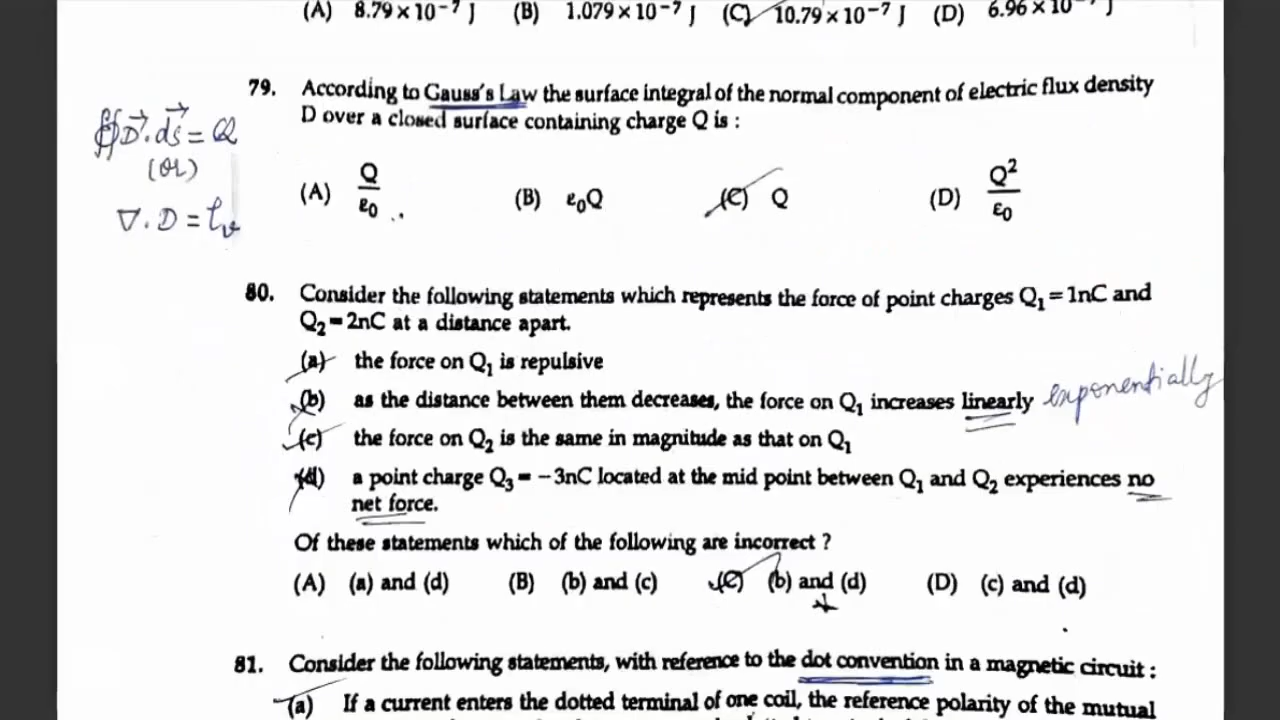 (A) 8.79 × 10⁻⁷ J (B) 1.079 × 10⁻⁷ J (C) 10.79 × 10⁻⁷ J (D) 6.96 × 10⁻⁷ J
79. According to Gauss's Law the surface integral of the normal component of electric flux density
D over a closed surface containing charge Q is :
∯D⃗.ds⃗ = Q
(or)
∇.D = ρᵥ
(A) Q/ε₀ (B) ε₀Q (C) Q (D) Q²/ε₀
80. Consider the following statements which represents the force of point charges Q₁ = 1nC and
Q₂ = 2nC at a distance apart.
(a) the force on Q₁ is repulsive
(b) as the distance between them decreases, the force on Q₁ increases linearly exponentially
(c) the force on Q₂ is the same in magnitude as that on Q₁
(d) a point charge Q₃ = −3nC located at the mid point between Q₁ and Q₂ experiences no
net force.
Of these statements which of the following are incorrect ?
(A) (a) and (d) (B) (b) and (c) (C) (b) and (d) (D) (c) and (d)
81. Consider the following statements, with reference to the dot convention in a magnetic circuit :
(a) If a current enters the dotted terminal of one coil, the reference polarity of the mutual